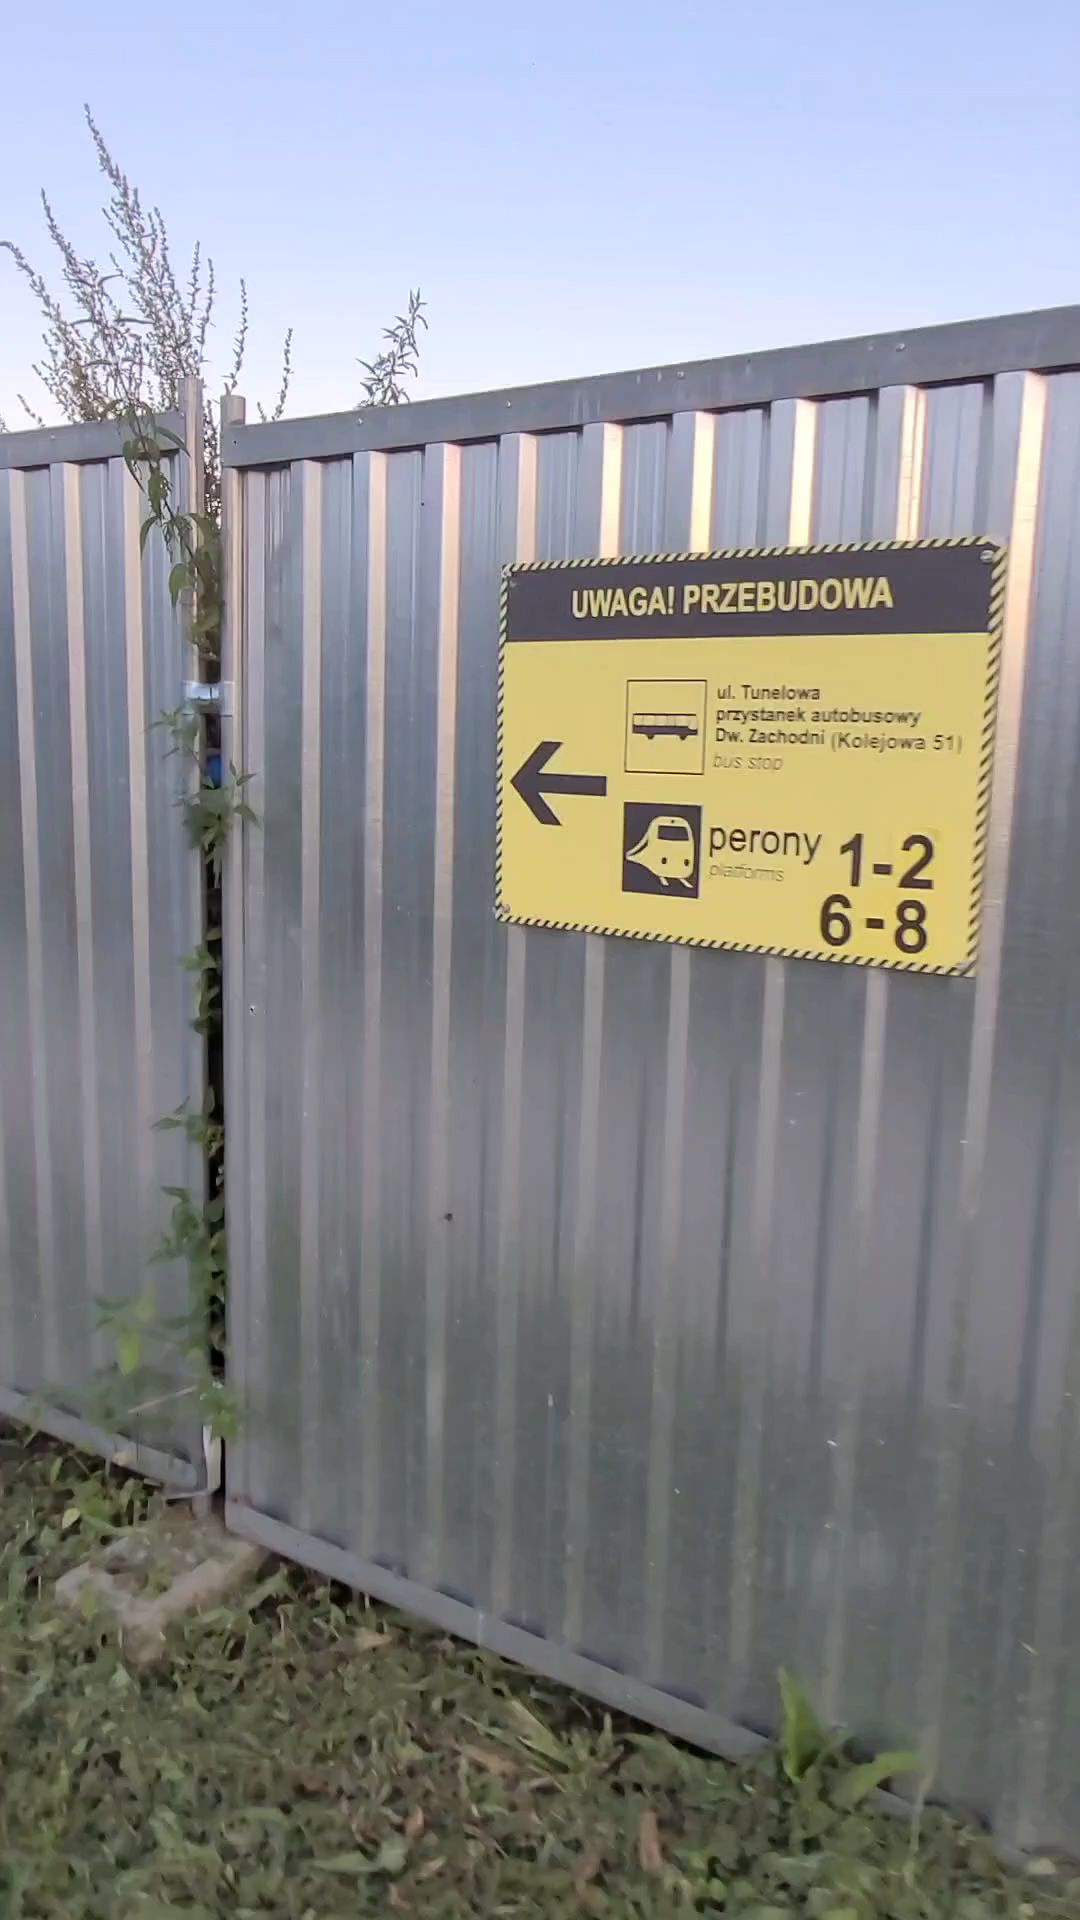 UWAGA! PRZEBUDOWA
ul. Tunelowa
przystanek autobusowy
Dw. Zachodni (Kolejowa 51)
bus stop
perony 1-2
platforms
6-8